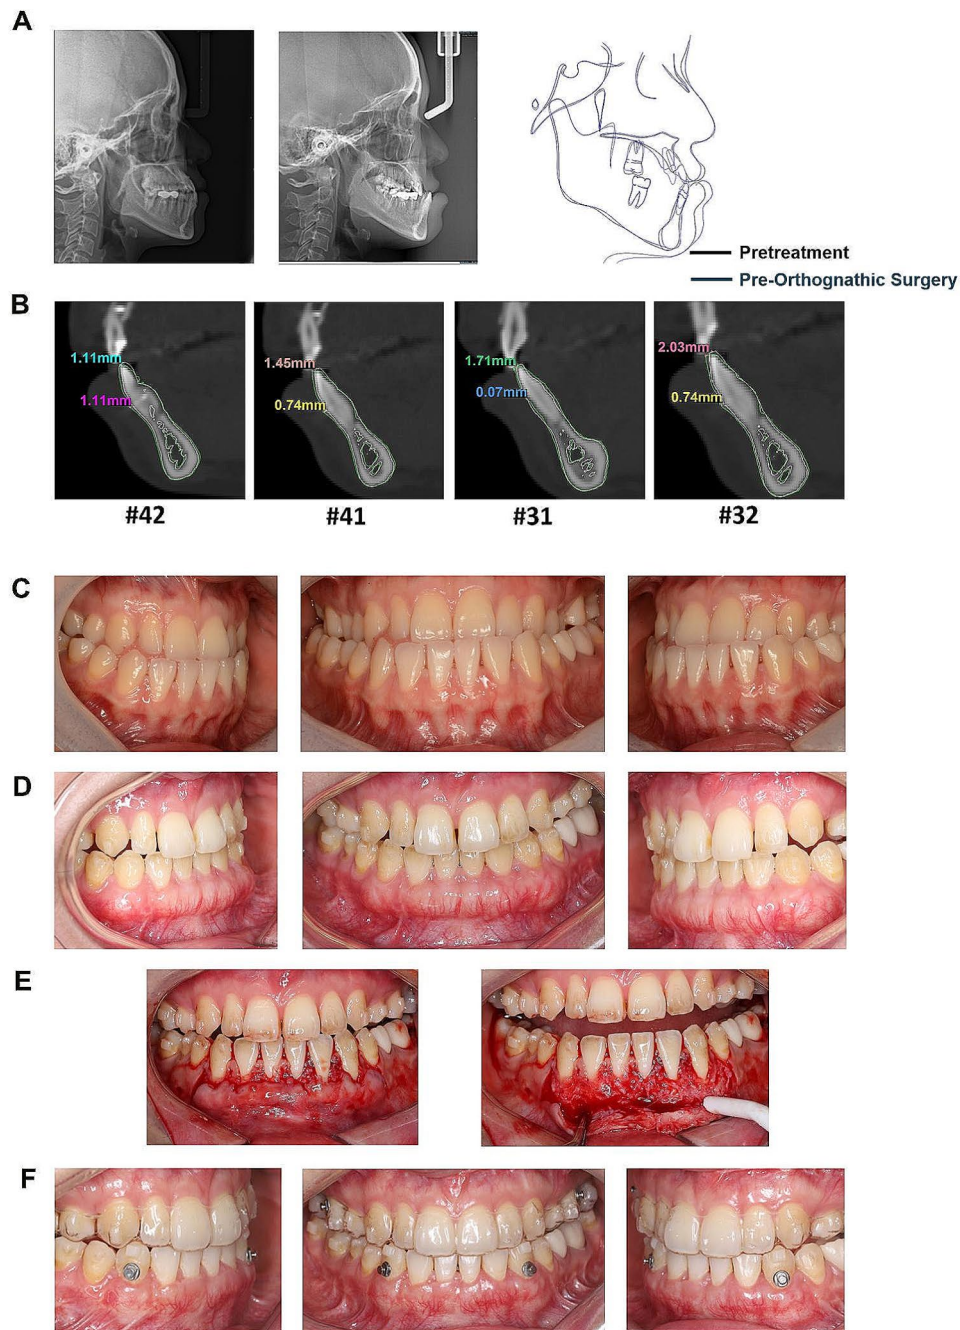 A
Pretreatment
Pre-Orthognathic Surgery
B
1.11mm
1.11mm
#42
1.45mm
0.74mm
#41
1.71mm
0.07mm
#31
2.03mm
0.74mm
#32
C
D
E
F